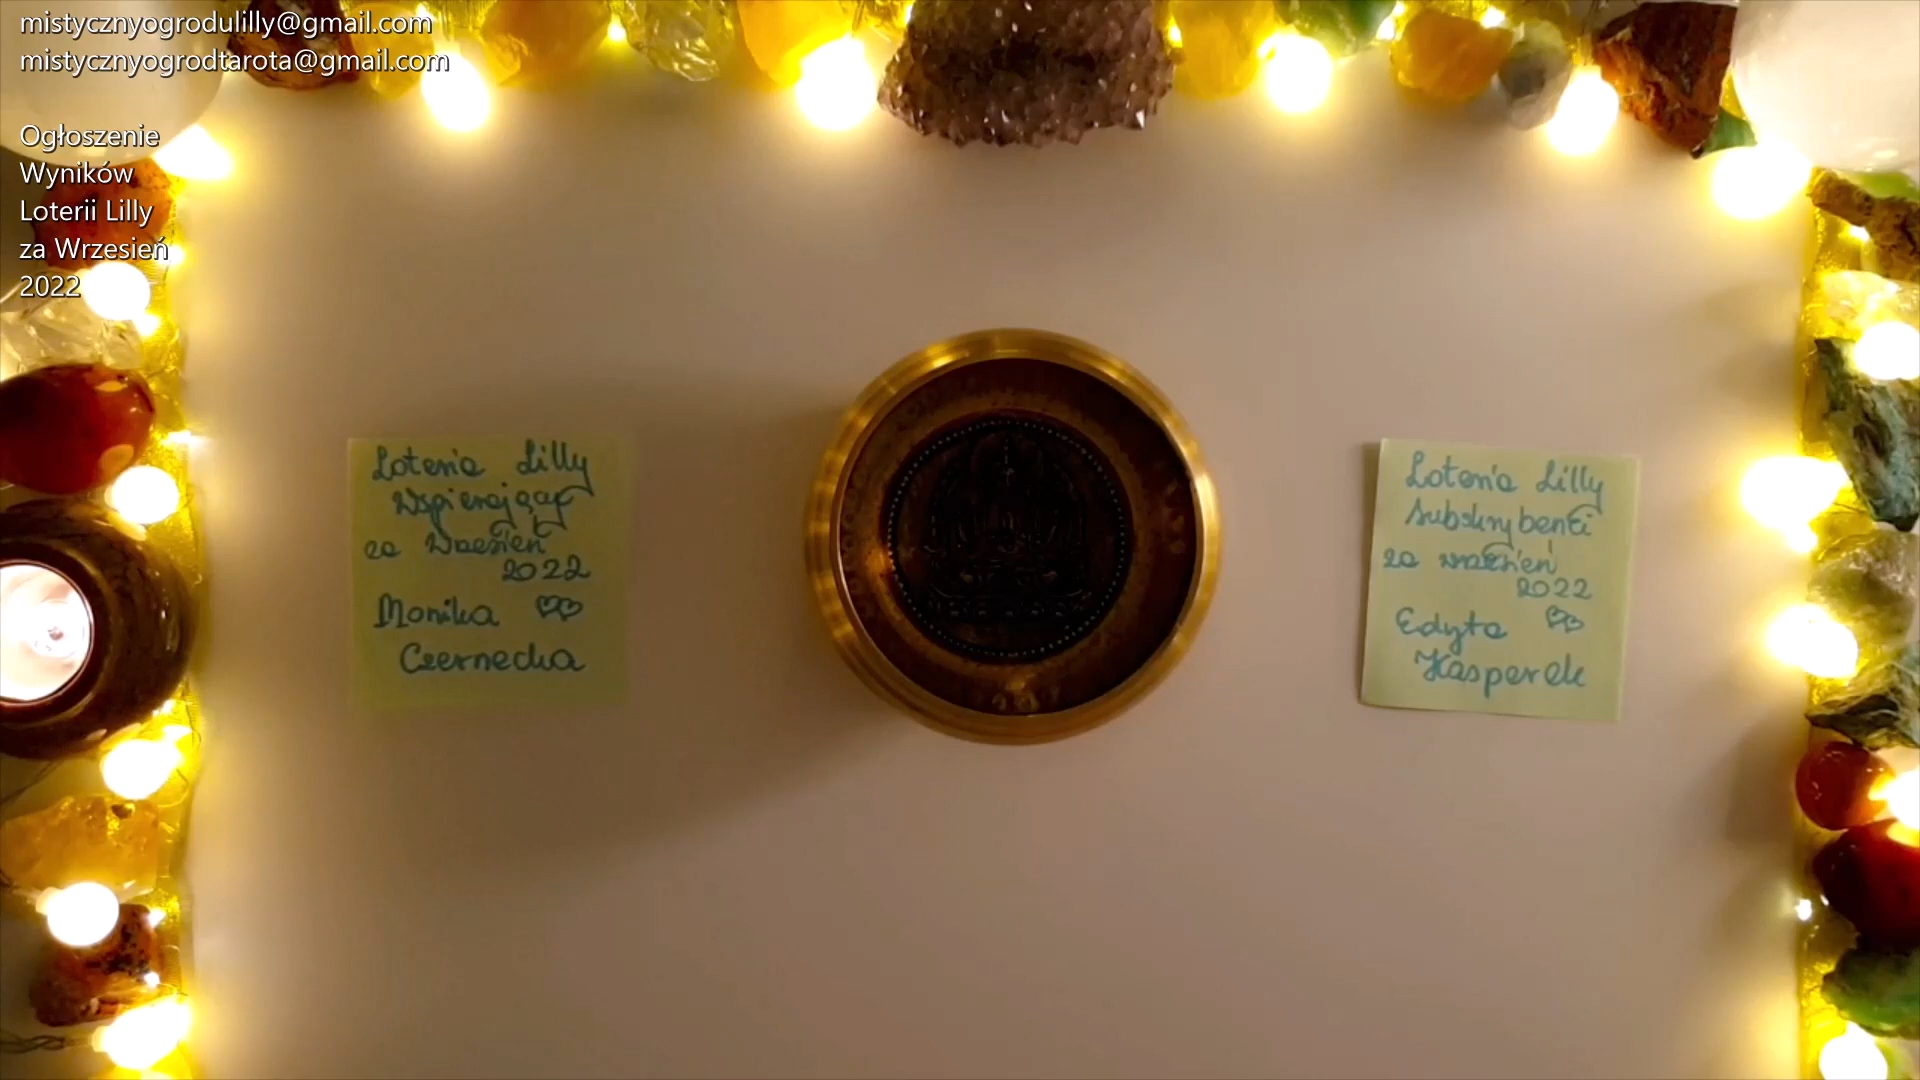 mistycznyogrodulilly@gmail.com
mistycznyogrodtarota@gmail.com
Ogłoszenie
Wyników
Loterii Lilly
za Wrzesień
2022
Loteria Lilly
Wspierający
za Wrzesień
2022
Monika
Czernecka
Loteria Lilly
Subskrybenci
za wrzesień
2022
Edyta
Kasperek